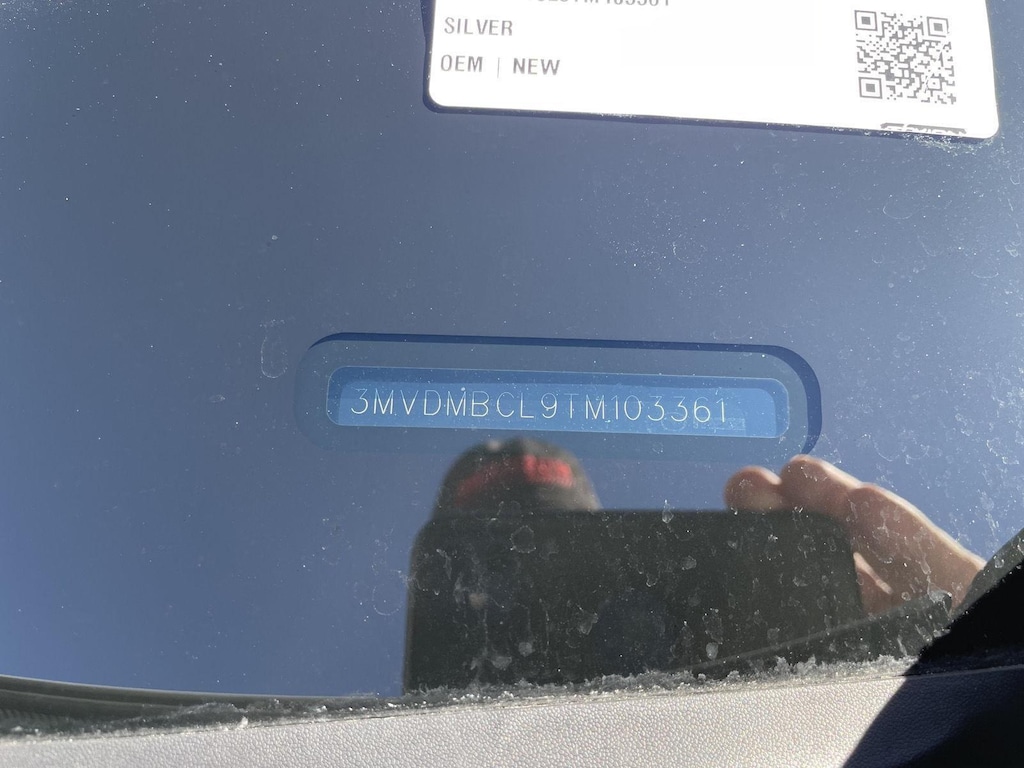 SILVER
OEM | NEW
3MVDMBCL9TM103361